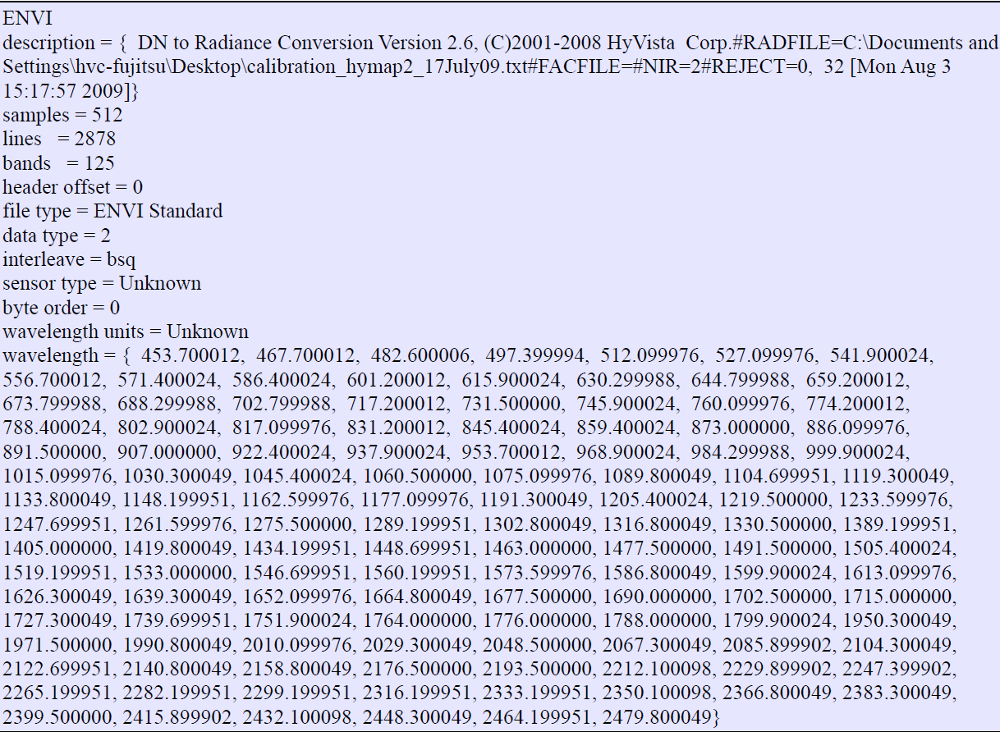 ENVI
description = { DN to Radiance Conversion Version 2.6, (C)2001-2008 HyVista Corp.#RADFILE=C:\Documents and
Settings\hvc-fujitsu\Desktop\calibration_hymap2_17July09.txt#FACFILE=#NIR=2#REJECT=0, 32 [Mon Aug 3
15:17:57 2009]}
samples = 512
lines = 2878
bands = 125
header offset = 0
file type = ENVI Standard
data type = 2
interleave = bsq
sensor type = Unknown
byte order = 0
wavelength units = Unknown
wavelength = { 453.700012, 467.700012, 482.600006, 497.399994, 512.099976, 527.099976, 541.900024,
556.700012, 571.400024, 586.400024, 601.200012, 615.900024, 630.299988, 644.799988, 659.200012,
673.799988, 688.299988, 702.799988, 717.200012, 731.500000, 745.900024, 760.099976, 774.200012,
788.400024, 802.900024, 817.099976, 831.200012, 845.400024, 859.400024, 873.000000, 886.099976,
891.500000, 907.000000, 922.400024, 937.900024, 953.700012, 968.900024, 984.299988, 999.900024,
1015.099976, 1030.300049, 1045.400024, 1060.500000, 1075.099976, 1089.800049, 1104.699951, 1119.300049,
1133.800049, 1148.199951, 1162.599976, 1177.099976, 1191.300049, 1205.400024, 1219.500000, 1233.599976,
1247.699951, 1261.599976, 1275.500000, 1289.199951, 1302.800049, 1316.800049, 1330.500000, 1389.199951,
1405.000000, 1419.800049, 1434.199951, 1448.699951, 1463.000000, 1477.500000, 1491.500000, 1505.400024,
1519.199951, 1533.000000, 1546.699951, 1560.199951, 1573.599976, 1586.800049, 1599.900024, 1613.099976,
1626.300049, 1639.300049, 1652.099976, 1664.800049, 1677.500000, 1690.000000, 1702.500000, 1715.000000,
1727.300049, 1739.699951, 1751.900024, 1764.000000, 1776.000000, 1788.000000, 1799.900024, 1950.300049,
1971.500000, 1990.800049, 2010.099976, 2029.300049, 2048.500000, 2067.300049, 2085.899902, 2104.300049,
2122.699951, 2140.800049, 2158.800049, 2176.500000, 2193.500000, 2212.100098, 2229.899902, 2247.399902,
2265.199951, 2282.199951, 2299.199951, 2316.199951, 2333.199951, 2350.100098, 2366.800049, 2383.300049,
2399.500000, 2415.899902, 2432.100098, 2448.300049, 2464.199951, 2479.800049}